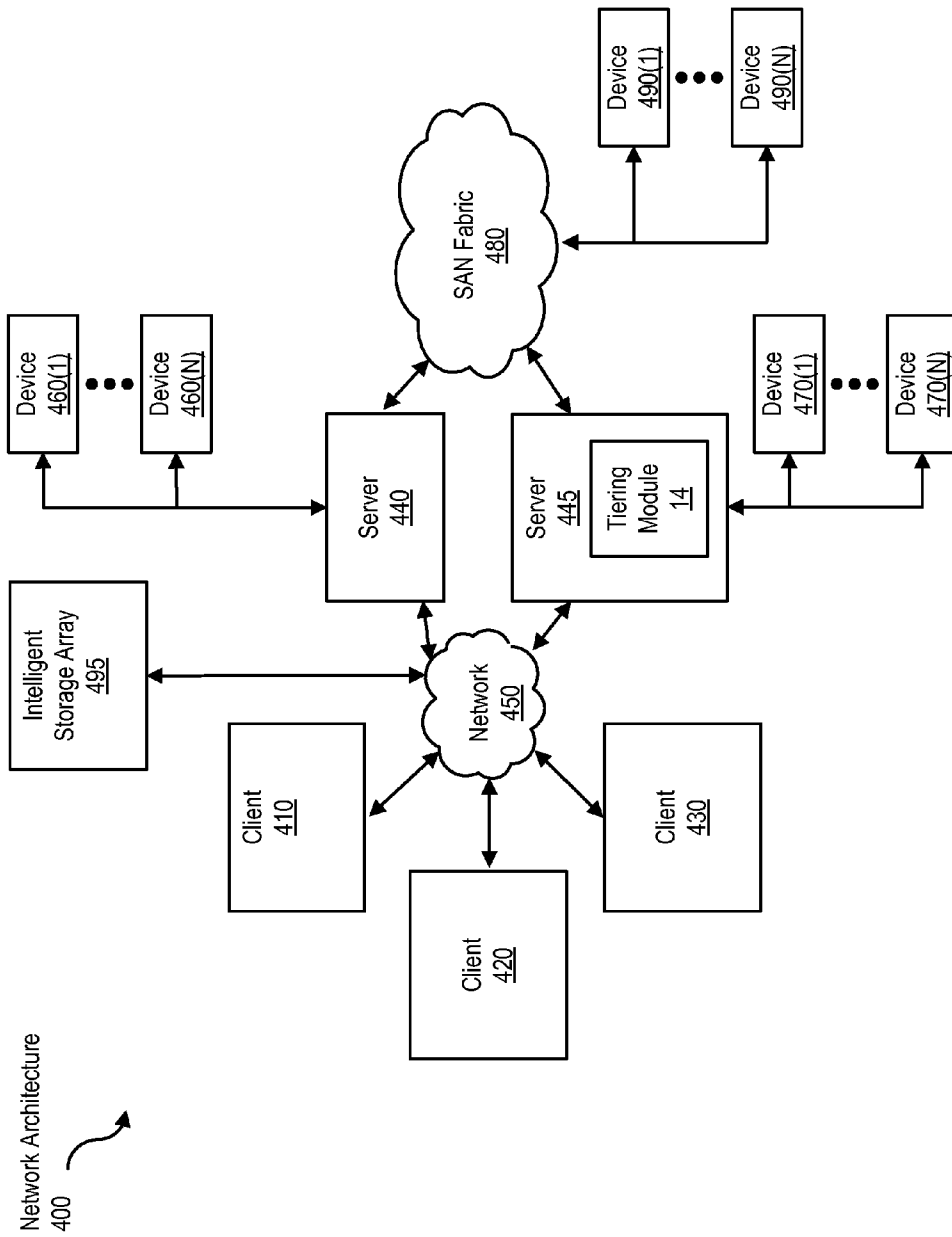 Network Architecture
400
Intelligent
Storage Array
495
Device
460(1)
Device
460(N)
Client
410
Client
420
Client
430
Network
450
Server
440
Server
445
Tiering
Module
14
SAN Fabric
480
Device
470(1)
Device
470(N)
Device
490(1)
Device
490(N)